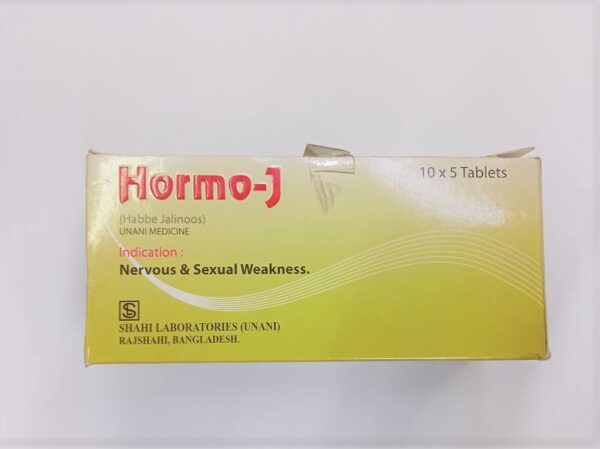 Hormo-J
10 x 5 Tablets
(Habbe Jalinoos)
UNANI MEDICINE
Indication :
Nervous & Sexual Weakness.
SHAHI LABORATORIES (UNANI)
RAJSHAHI, BANGLADESH.